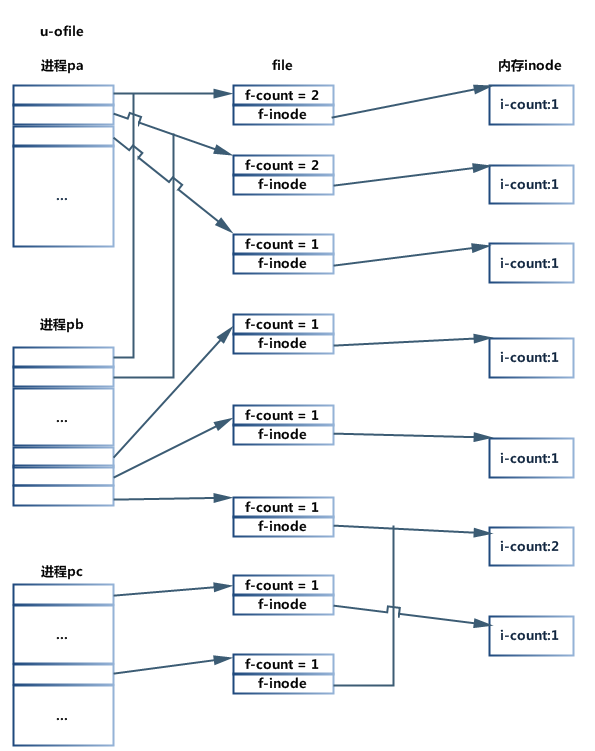 u-ofile
进程pa
file
内存inode
f-count = 2
f-inode
i-count:1
f-count = 2
f-inode
i-count:1
...
f-count = 1
f-inode
i-count:1
进程pb
f-count = 1
f-inode
i-count:1
...
f-count = 1
f-inode
i-count:1
f-count = 1
f-inode
i-count:2
进程pc
f-count = 1
f-inode
i-count:1
...
f-count = 1
f-inode
...